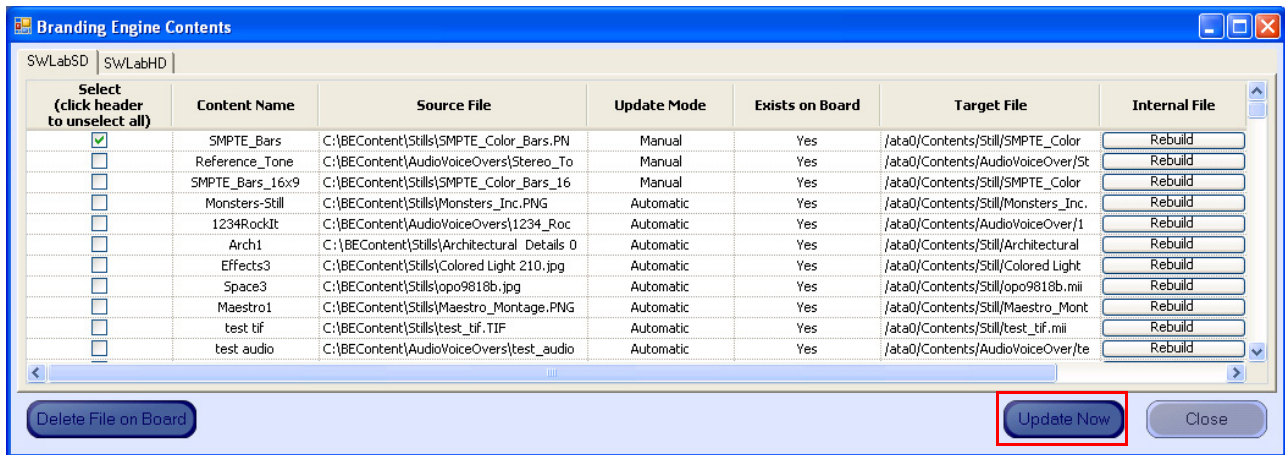 Branding Engine Contents
SWLabSD SWLabHD
Select (click header to unselect all) Content Name Source File Update Mode Exists on Board Target File Internal File
SMPTE_Bars C:\BEContent\Stills\SMPTE_Color_Bars.PN Manual Yes /ata0/Contents/Still/SMPTE_Color Rebuild
Reference_Tone C:\BEContent\AudioVoiceOvers\Stereo_To Manual Yes /ata0/Contents/AudioVoiceOver/St Rebuild
SMPTE_Bars_16x9 C:\BEContent\Stills\SMPTE_Color_Bars_16 Manual Yes /ata0/Contents/Still/SMPTE_Color Rebuild
Monsters-Still C:\BEContent\Stills\Monsters_Inc.PNG Automatic Yes /ata0/Contents/Still/Monsters_Inc. Rebuild
1234RockIt C:\BEContent\AudioVoiceOvers\1234_Roc Automatic Yes /ata0/Contents/AudioVoiceOver/1 Rebuild
Arch1 C:\BEContent\Stills\Architectural Details 0 Automatic Yes /ata0/Contents/Still/Architectural Rebuild
Effects3 C:\BEContent\Stills\Colored Light 210.jpg Automatic Yes /ata0/Contents/Still/Colored Light Rebuild
Space3 C:\BEContent\Stills\opo9818b.jpg Automatic Yes /ata0/Contents/Still/opo9818b.mii Rebuild
Maestro1 C:\BEContent\Stills\Maestro_Montage.PNG Automatic Yes /ata0/Contents/Still/Maestro_Mont Rebuild
test tif C:\BEContent\Stills\test_tif.TIF Automatic Yes /ata0/Contents/Still/test_tif.mii Rebuild
test audio C:\BEContent\AudioVoiceOvers\test_audio Automatic Yes /ata0/Contents/AudioVoiceOver/te Rebuild
Delete File on Board Update Now Close